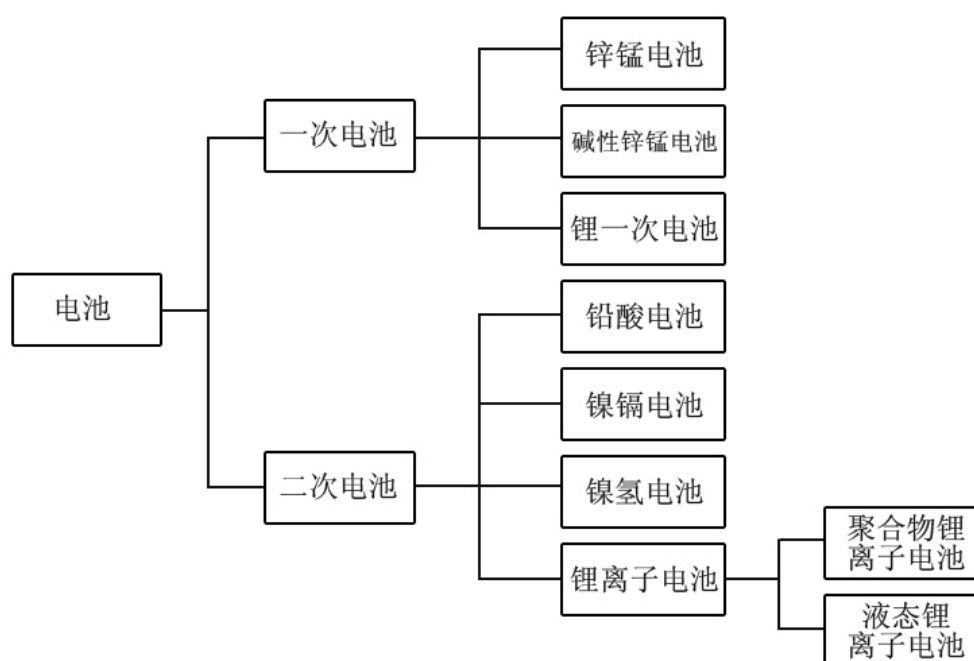 电池
一次电池
锌锰电池
碱性锌锰电池
锂一次电池
二次电池
铅酸电池
镍镉电池
镍氢电池
锂离子电池
聚合物锂
离子电池
液态锂
离子电池